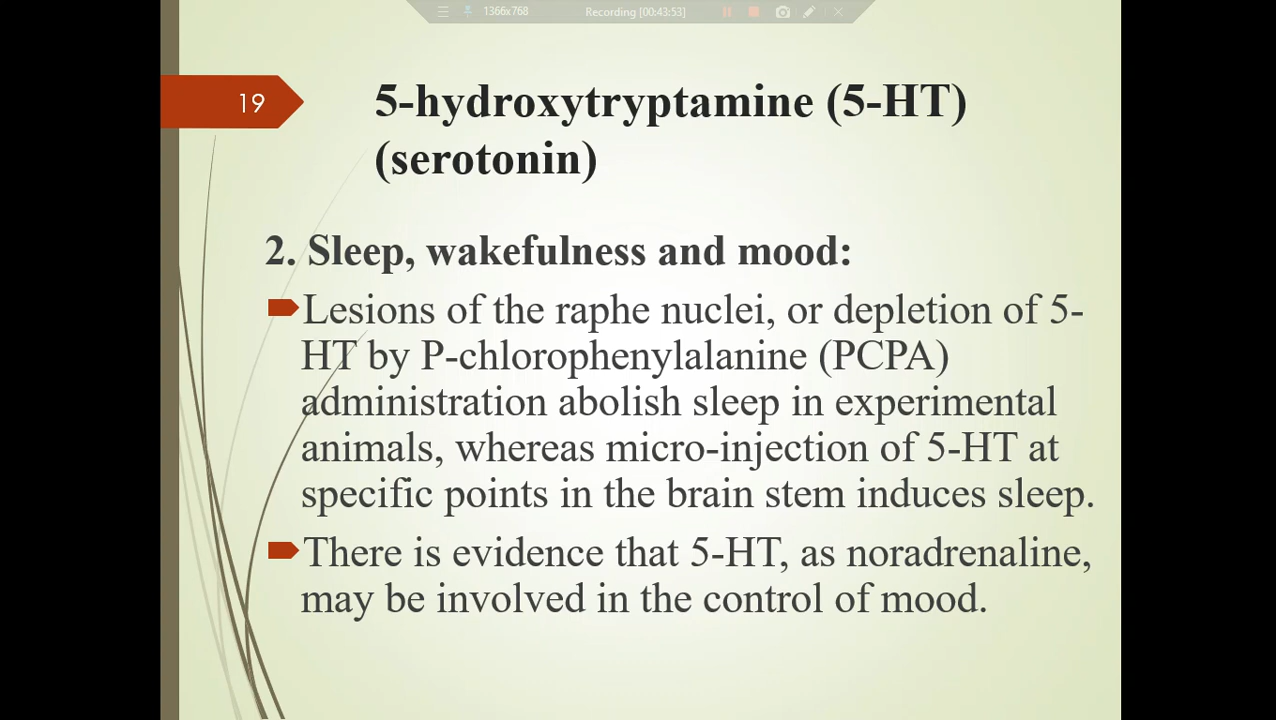 1366x768 Recording [00:43:53]
19
5-hydroxytryptamine (5-HT)
(serotonin)
2. Sleep, wakefulness and mood:
Lesions of the raphe nuclei, or depletion of 5-
HT by P-chlorophenylalanine (PCPA)
administration abolish sleep in experimental
animals, whereas micro-injection of 5-HT at
specific points in the brain stem induces sleep.
There is evidence that 5-HT, as noradrenaline,
may be involved in the control of mood.